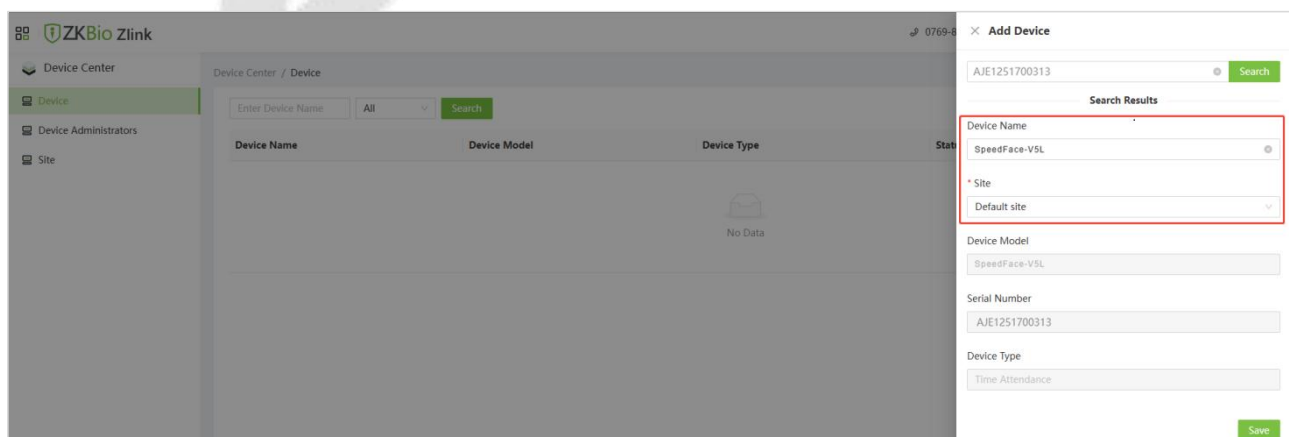 ZKBio Zlink
0769-8
Add Device
Device Center
Device Center / Device
AJE1251700313
Search
Search Results
Device
Enter Device Name
All
Search
Device Name
Device Administrators
SpeedFace-V5L
Device Name
Device Model
Device Type
Site
* Site
Default site
No Data
Device Model
SpeedFace-V5L
Serial Number
AJE1251700313
Device Type
Time Attendance
Save